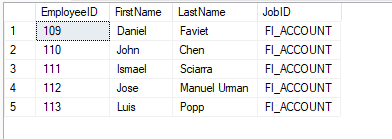 EmployeeID FirstName LastName JobID
1 109 Daniel Faviet FI_ACCOUNT
2 110 John Chen FI_ACCOUNT
3 111 Ismael Sciarra FI_ACCOUNT
4 112 Jose Manuel Urman FI_ACCOUNT
5 113 Luis Popp FI_ACCOUNT